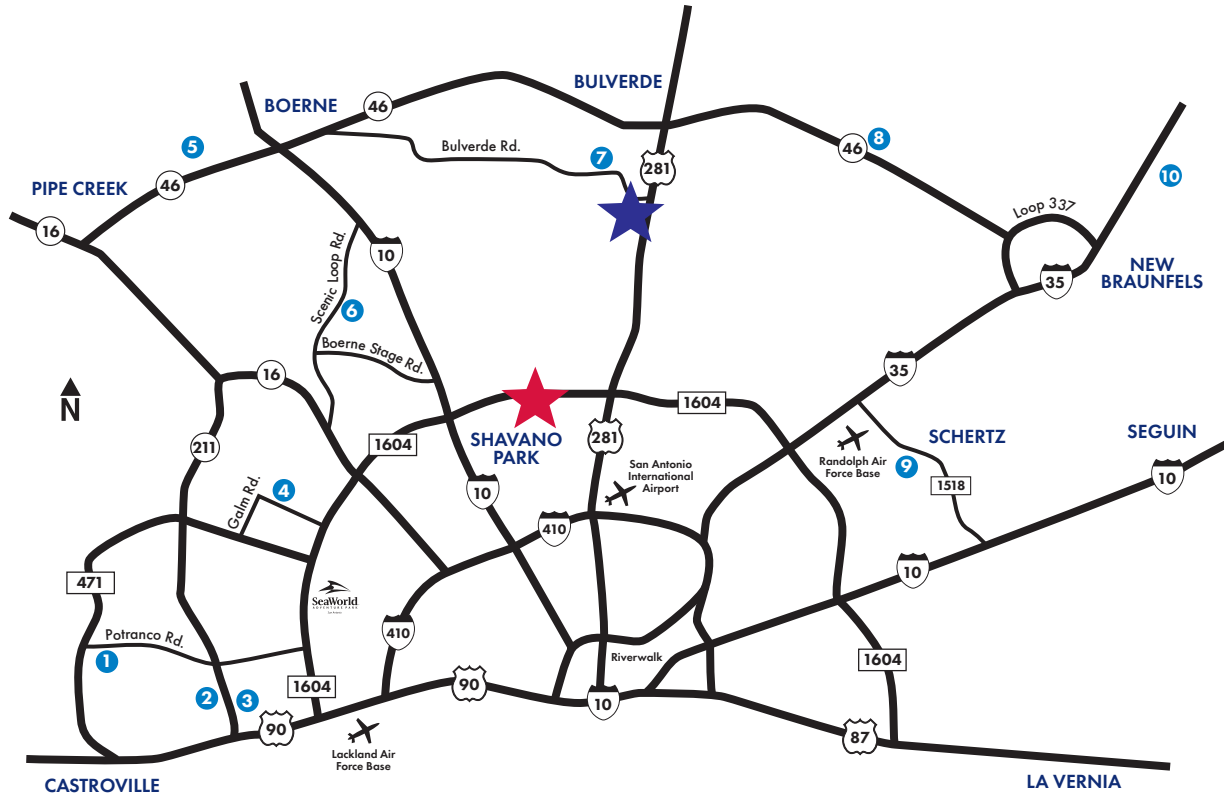 BULVERDE
BOERNE
46
5
Bulverde Rd.
7
281
46
8
10
PIPE CREEK
46
16
Loop 337
10
Scenic Loop Rd.
6
NEW
BRAUNFELS
35
Boerne Stage Rd.
16
35
N
1604
1604
SHAVANO
PARK
281
211
SCHERTZ
SEGUIN
Randolph Air
Force Base
9
San Antonio
International
Airport
10
1518
10
Galm Rd.
4
410
10
471
SeaWorld
ADVENTURE PARK
410
Potranco Rd.
1
Riverwalk
1604
2
3
1604
90
10
90
87
Lackland Air
Force Base
CASTROVILLE
LA VERNIA